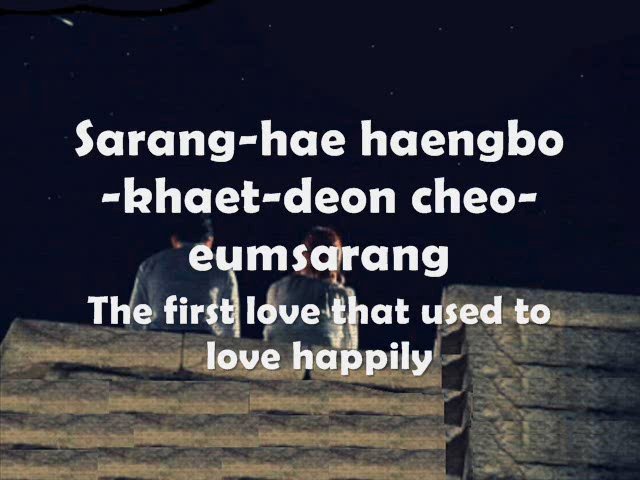 Sarang-hae haengbo
-khaet-deon cheo-
eumsarang
The first love that used to
love happily